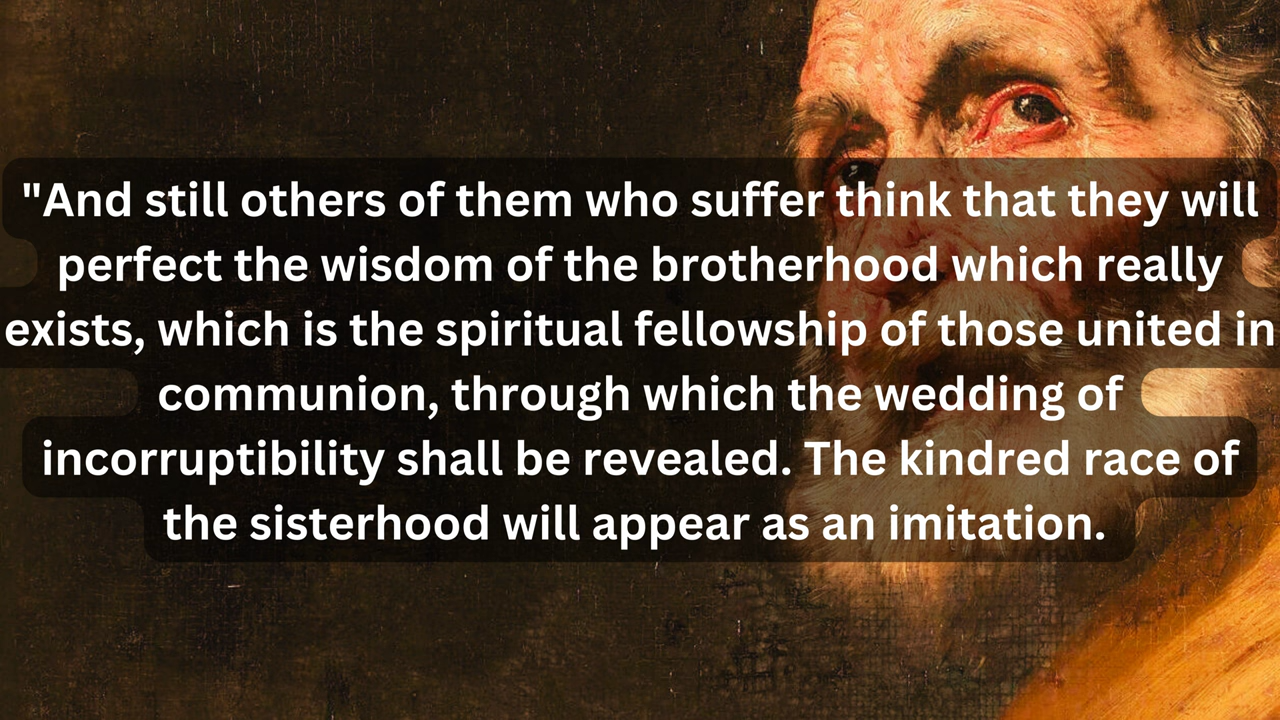 "And still others of them who suffer think that they will
perfect the wisdom of the brotherhood which really
exists, which is the spiritual fellowship of those united in
communion, through which the wedding of
incorruptibility shall be revealed. The kindred race of
the sisterhood will appear as an imitation.